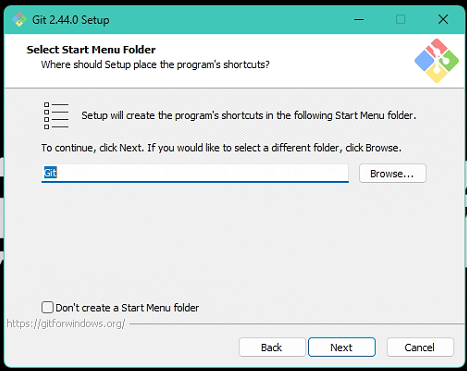 Git 2.44.0 Setup
Select Start Menu Folder
Where should Setup place the program's shortcuts?
Setup will create the program's shortcuts in the following Start Menu folder.
To continue, click Next. If you would like to select a different folder, click Browse.
Git
Browse...
Don't create a Start Menu folder
https://gitforwindows.org/
Back
Next
Cancel